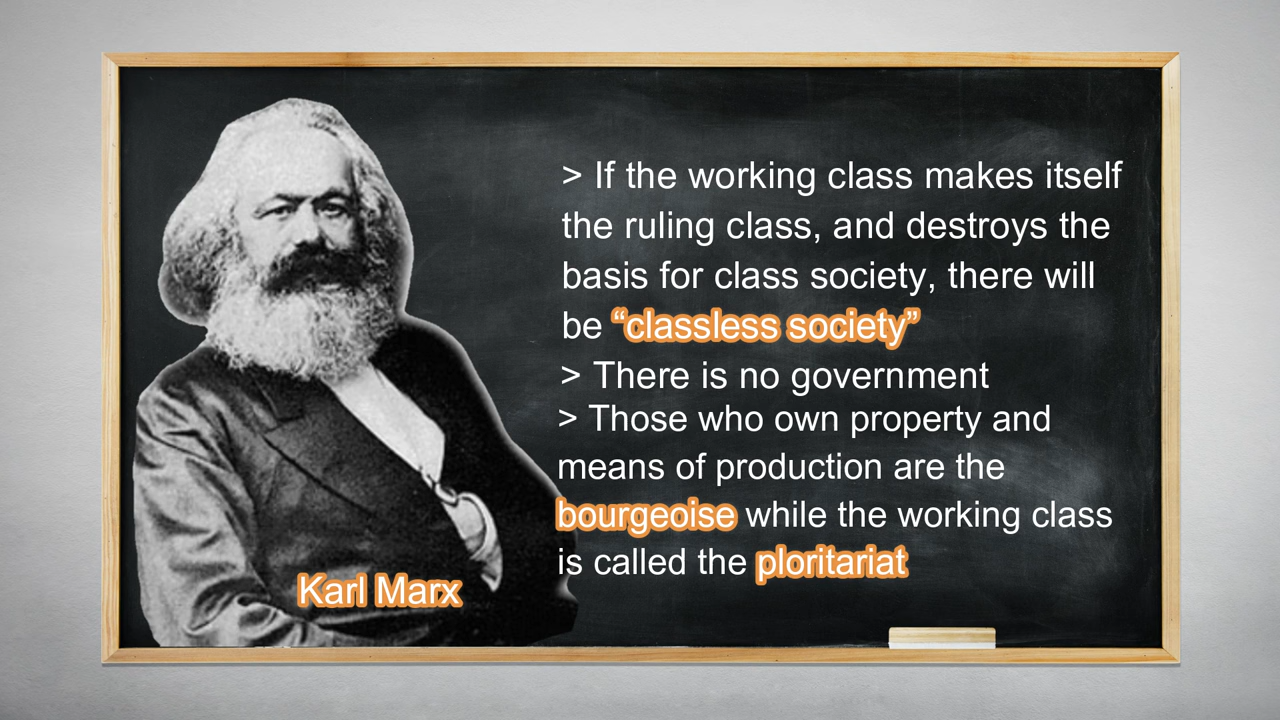 > If the working class makes itself
the ruling class, and destroys the
basis for class society, there will
be “classless society”
> There is no government
> Those who own property and
means of production are the
bourgeoise while the working class
is called the ploritariat
Karl Marx